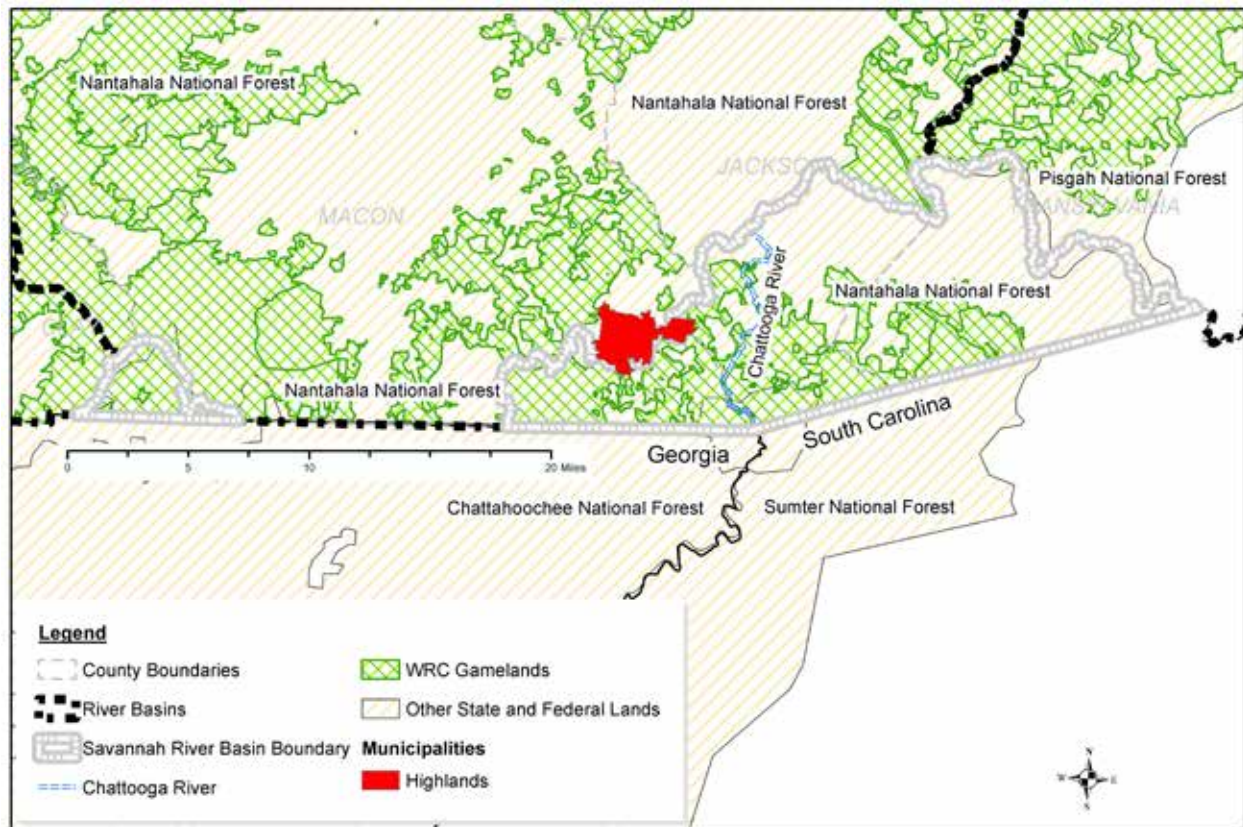 Nantahala National Forest
Nantahala National Forest
JACKSON
Pisgah National Forest
TRANSYLVANIA
MACON
Chattooga River
Nantahala National Forest
Nantahala National Forest
South Carolina
Georgia
0 5 10 20 Miles
Chattahoochee National Forest
Sumter National Forest
Legend
County Boundaries
River Basins
Savannah River Basin Boundary
Chattooga River
WRC Gamelands
Other State and Federal Lands
Municipalities
Highlands
N
W E
S